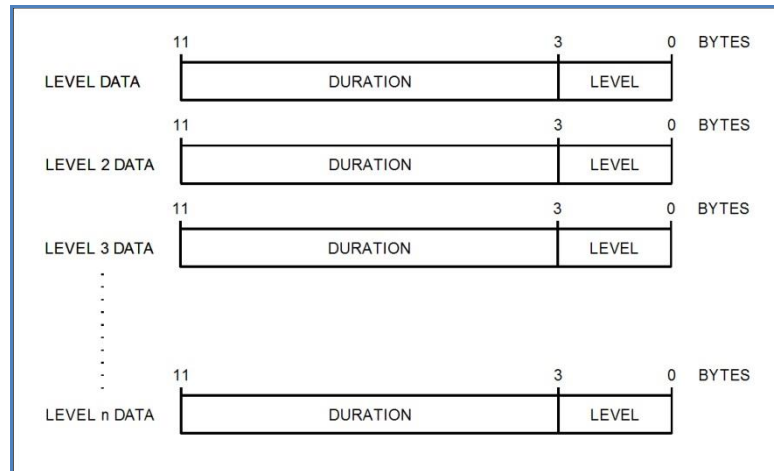 11 3 0 BYTES
LEVEL DATA DURATION LEVEL
11 3 0 BYTES
LEVEL 2 DATA DURATION LEVEL
11 3 0 BYTES
LEVEL 3 DATA DURATION LEVEL
11 3 0 BYTES
LEVEL n DATA DURATION LEVEL